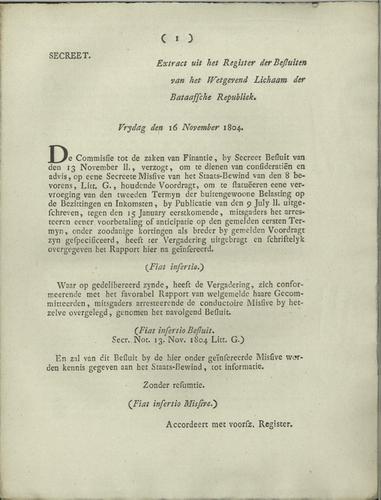 ( 1 )
SECREET.
Extract uit het Register der Besluiten
van het Wetgevend Lichaam der
Bataafsche Republiek.
Vrydag den 16 November 1804.
De Commissie tot de zaken van Finantie, by Secreet Besluit van
den 13 November ll., verzogt, om te dienen van consideratiën en
advis, op eene Secreete Missive van het Staats-Bewind van den 8 be-
vorens, Litt. G., houdende Voordragt, om te statuëeren eene ver-
vroeging van den tweeden Termyn der buitengewoone Belasting op
de Bezittingen en Inkomsten, by Publicatie van den 9 July ll. uitge-
schreven, tegen den 15 January eerstkomende, mitsgaders het arres-
teeren eener voorbetaling of anticipatie op den gemelden eersten Ter-
myn, onder zoodanige kortingen als breder by gemelden Voordragt
zyn gespecificeerd, heeft ter Vergadering uitgebragt en schriftelyk
overgegeven het Rapport hier na geïnsereerd.
(Fiat insertio.)
Waar op gedelibereerd zynde, heeft de Vergadering, zich confor-
meerende met het favorabel Rapport van welgemelde haare Gecom-
mitteerden, mitsgaders arresteerende de conductoire Missive by het-
zelve overgelegd, genomen het navolgend Besluit.
(Fiat insertio Besluit.
Secr. Not. 13. Nov. 1804 Litt. G.)
En zal van dit Besluit by de hier onder geïnsereerde Missive wor-
den kennis gegeven aan het Staats-Bewind, tot informatie.
Zonder resumtie.
(Fiat insertio Missive.)
Accordeert met voorsz. Register.